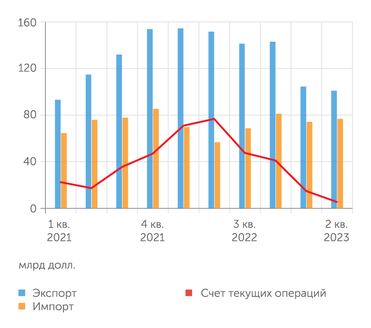 160
120
80
40
0
1 кв. 4 кв. 3 кв. 2 кв.
2021 2021 2022 2023
млрд долл.
Экспорт Счет текущих операций
Импорт